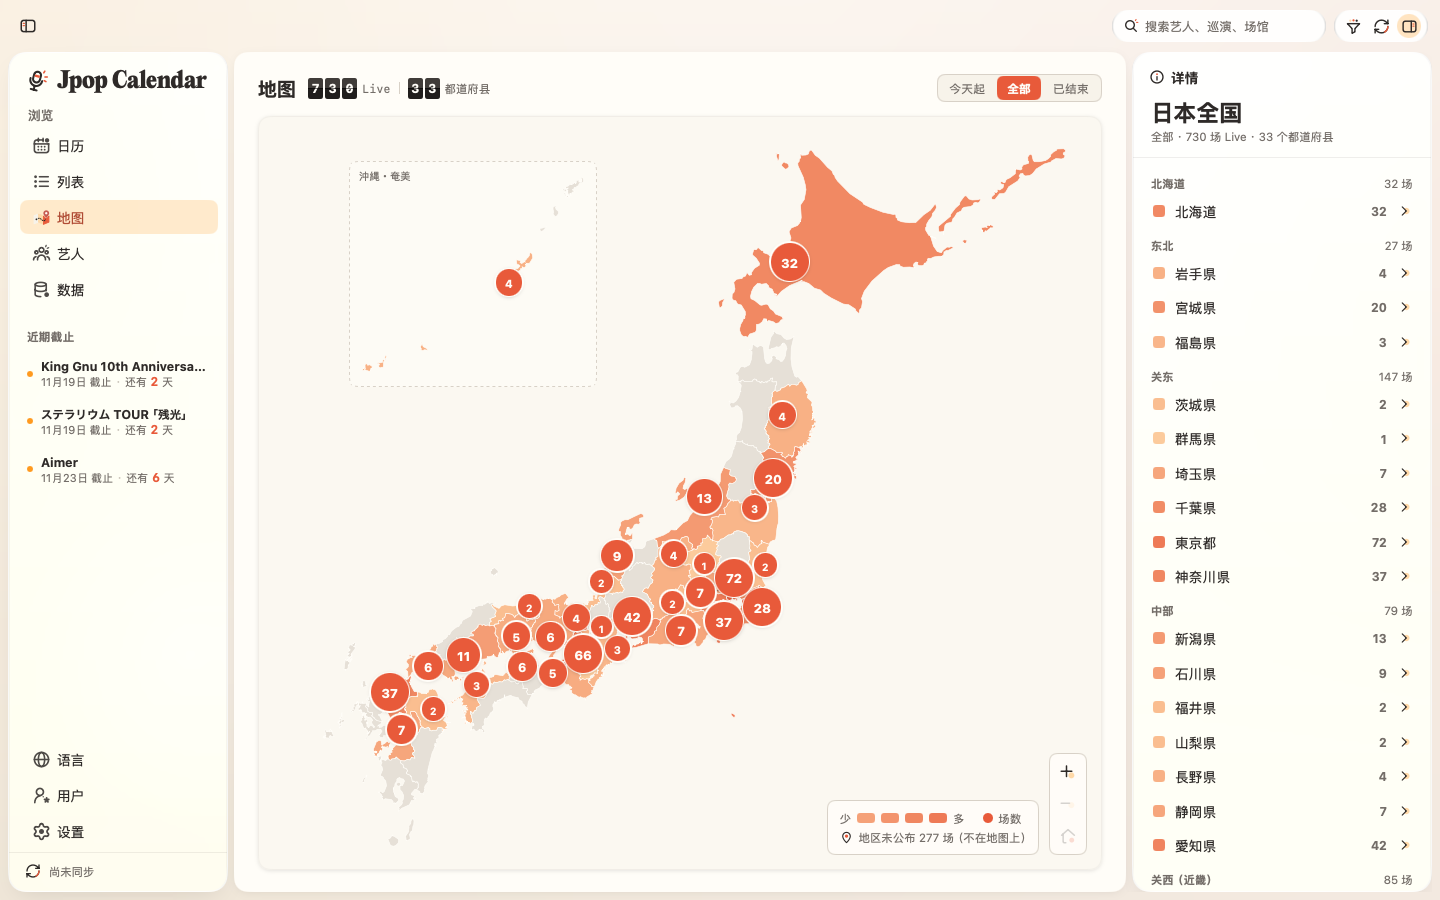 搜索艺人、巡演、场馆
Jpop Calendar
浏览
日历
列表
地图
艺人
数据
近期截止
King Gnu 10th Anniversa...
11月19日 截止 · 还有 2 天
ステラリウム TOUR「残光」
11月19日 截止 · 还有 2 天
Aimer
11月23日 截止 · 还有 6 天
语言
用户
设置
尚未同步
地图 730 Live 33 都道府县
今天起 全部 已结束
沖縄・奄美
4
32
4
20
13
3
9
4
1
2
2
72
7
2
28
2
4
42
37
1
7
5
6
3
66
11
6
6
5
3
37
2
7
少 多 场数
地区未公布 277 场 (不在地图上)
详情
日本全国
全部 · 730 场 Live · 33 个都道府县
北海道 32 场
北海道 32
东北 27 场
岩手県 4
宮城県 20
福島県 3
关东 147 场
茨城県 2
群馬県 1
埼玉県 7
千葉県 28
東京都 72
神奈川県 37
中部 79 场
新潟県 13
石川県 9
福井県 2
山梨県 2
長野県 4
静岡県 7
愛知県 42
关西 (近畿) 85 场